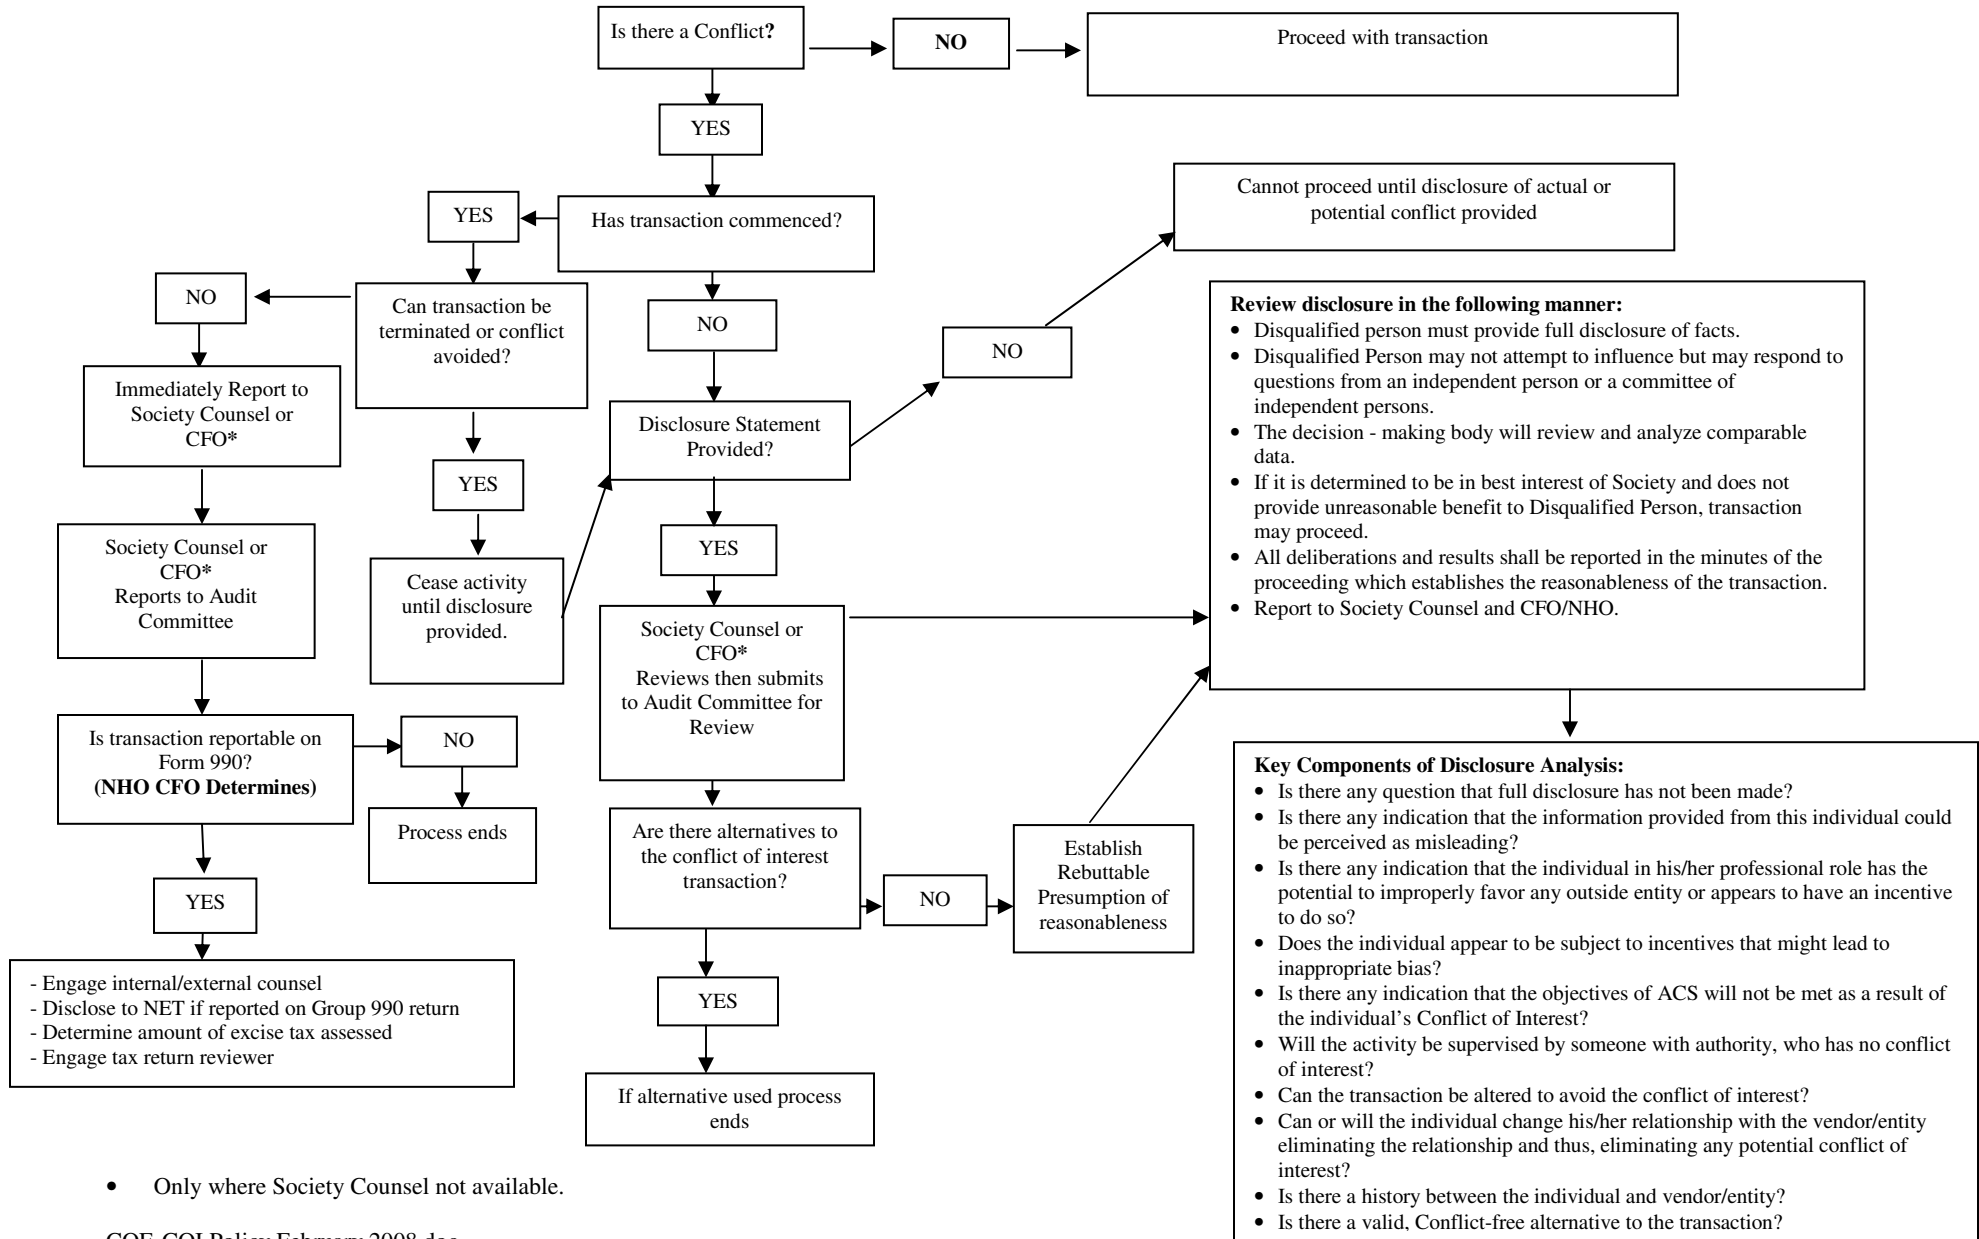 Is there a Conflict?
NO
Proceed with transaction
YES
Has transaction commenced?
YES
Cannot proceed until disclosure of actual or
potential conflict provided
NO
Can transaction be
terminated or conflict
avoided?
NO
NO
Immediately Report to
Society Counsel or
CFO*
YES
Disclosure Statement
Provided?
Society Counsel or
CFO*
Reports to Audit
Committee
Cease activity
until disclosure
provided.
YES
Society Counsel or
CFO*
Reviews then submits
to Audit Committee for
Review
Review disclosure in the following manner:
• Disqualified person must provide full disclosure of facts.
• Disqualified Person may not attempt to influence but may respond to
questions from an independent person or a committee of
independent persons.
• The decision - making body will review and analyze comparable
data.
• If it is determined to be in best interest of Society and does not
provide unreasonable benefit to Disqualified Person, transaction
may proceed.
• All deliberations and results shall be reported in the minutes of the
proceeding which establishes the reasonableness of the transaction.
• Report to Society Counsel and CFO/NHO.
Is transaction reportable on
Form 990?
(NHO CFO Determines)
NO
Process ends
YES
- Engage internal/external counsel
- Disclose to NET if reported on Group 990 return
- Determine amount of excise tax assessed
- Engage tax return reviewer
Are there alternatives to
the conflict of interest
transaction?
NO
Establish
Rebuttable
Presumption of
reasonableness
YES
If alternative used process
ends
Key Components of Disclosure Analysis:
• Is there any question that full disclosure has not been made?
• Is there any indication that the information provided from this individual could
be perceived as misleading?
• Is there any indication that the individual in his/her professional role has the
potential to improperly favor any outside entity or appears to have an incentive
to do so?
• Does the individual appear to be subject to incentives that might lead to
inappropriate bias?
• Is there any indication that the objectives of ACS will not be met as a result of
the individual's Conflict of Interest?
• Will the activity be supervised by someone with authority, who has no conflict
of interest?
• Can the transaction be altered to avoid the conflict of interest?
• Can or will the individual change his/her relationship with the vendor/entity
eliminating the relationship and thus, eliminating any potential conflict of
interest?
• Is there a history between the individual and vendor/entity?
• Is there a valid, Conflict-free alternative to the transaction?
• Only where Society Counsel not available.
COI Policy February 2008.doc